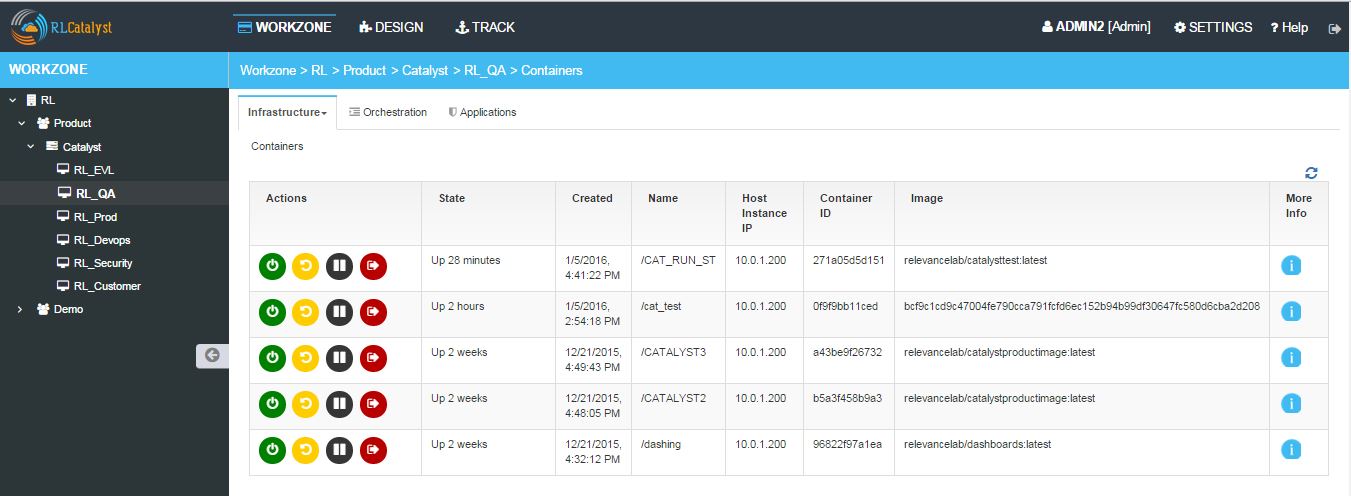 RLCatalyst
WORKZONE
DESIGN
TRACK
ADMIN2 [Admin]
SETTINGS
? Help
WORKZONE
Workzone > RL > Product > Catalyst > RL_QA > Containers
RL
Product
Catalyst
RL_EVL
RL_QA
RL_Prod
RL_Devops
RL_Security
RL_Customer
Demo
Infrastructure
Orchestration
Applications
Containers
Actions State Created Name Host Instance IP Container ID Image More Info
Up 28 minutes 1/5/2016, 4:41:22 PM /CAT_RUN_ST 10.0.1.200 271a05d5d151 relevancelab/catalysttest:latest
Up 2 hours 1/5/2016, 2:54:18 PM /cat_test 10.0.1.200 0f9f9bb11ced bcf9c1cd9c47004fe790cca791fcfd6ec152b94b99df30647fc580d6cba2d208
Up 2 weeks 12/21/2015, 4:49:43 PM /CATALYST3 10.0.1.200 a43be9f26732 relevancelab/catalystproductimage:latest
Up 2 weeks 12/21/2015, 4:48:05 PM /CATALYST2 10.0.1.200 b5a3f458b9a3 relevancelab/catalystproductimage:latest
Up 2 weeks 12/21/2015, 4:32:12 PM /dashing 10.0.1.200 96822f97a1ea relevancelab/dashboards:latest